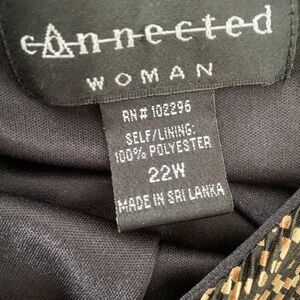 connected
WOMAN
RN# 102296
SELF/LINING:
100% POLYESTER
22W
MADE IN SRI LANKA